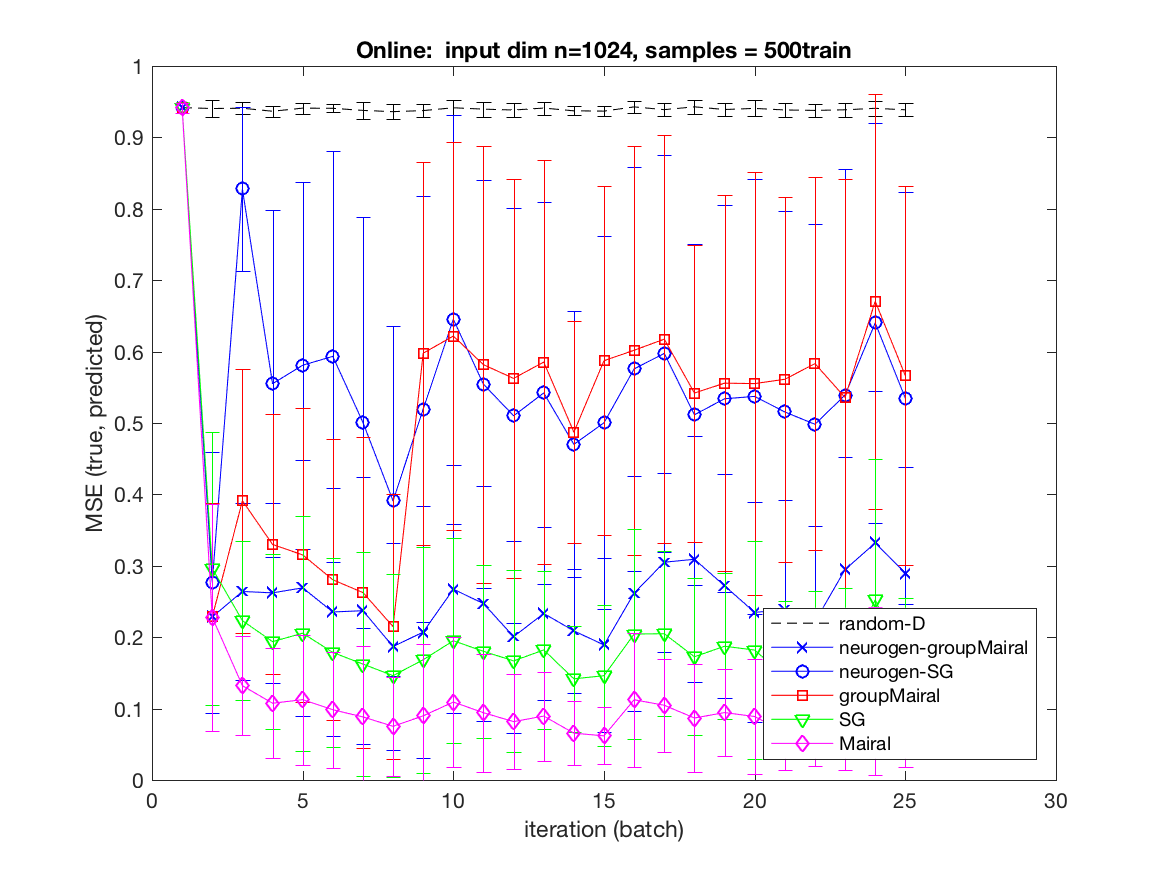 Online:  input dim n=1024, samples = 500train
MSE (true, predicted)
1
0.9
0.8
0.7
0.6
0.5
0.4
0.3
0.2
0.1
0
0 5 10 15 20 25 30
iteration (batch)
random-D
neurogen-groupMairal
neurogen-SG
groupMairal
SG
Mairal